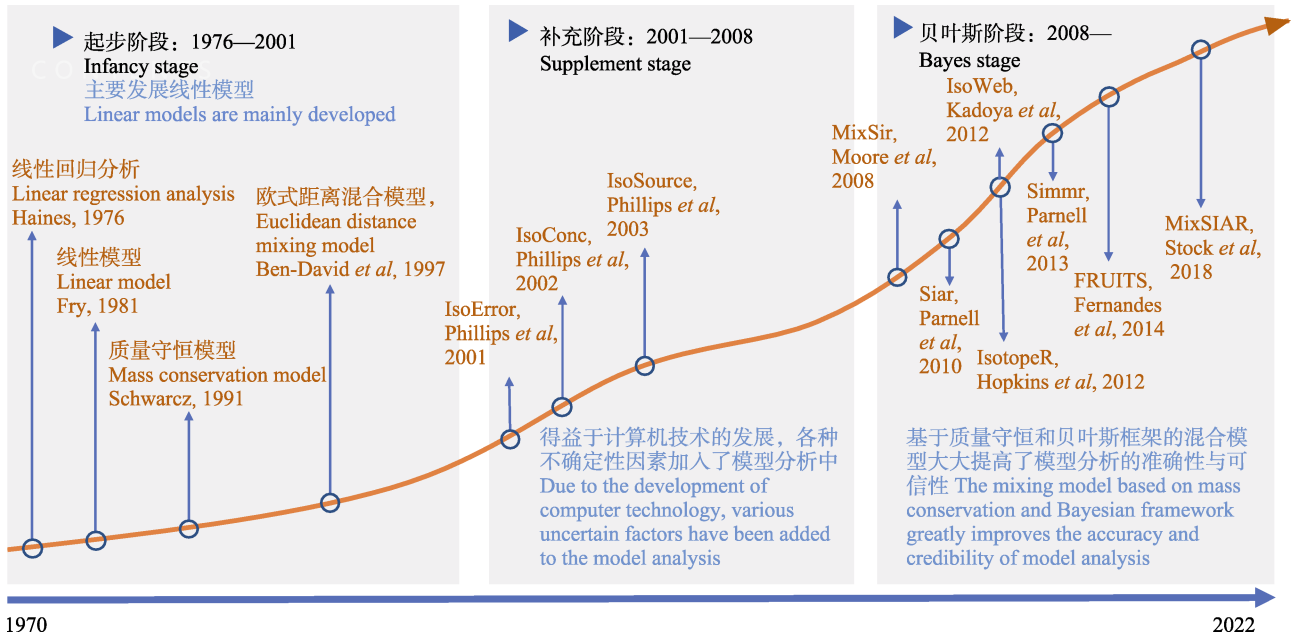 起步阶段：1976—2001
Infancy stage
主要发展线性模型
Linear models are mainly developed
线性回归分析
Linear regression analysis
Haines, 1976
线性模型
Linear model
Fry, 1981
质量守恒模型
Mass conservation model
Schwarcz, 1991
欧式距离混合模型，
Euclidean distance
mixing model
Ben-David et al, 1997
补充阶段：2001—2008
Supplement stage
IsoError,
Phillips et al,
2001
IsoConc,
Phillips et al,
2002
IsoSource,
Phillips et al,
2003
得益于计算机技术的发展，各种
不确定性因素加入了模型分析中
Due to the development of
computer technology, various
uncertain factors have been added
to the model analysis
贝叶斯阶段：2008—
Bayes stage
MixSir,
Moore et al,
2008
Siar,
Parnell
et al,
2010
IsoWeb,
Kadoya et al,
2012
IsotopeR,
Hopkins et al, 2012
Simmr,
Parnell
et al,
2013
FRUITS,
Fernandes
et al, 2014
MixSIAR,
Stock et al,
2018
基于质量守恒和贝叶斯框架的混合模
型大大提高了模型分析的准确性与可
信性 The mixing model based on mass
conservation and Bayesian framework
greatly improves the accuracy and
credibility of model analysis
1970
2022